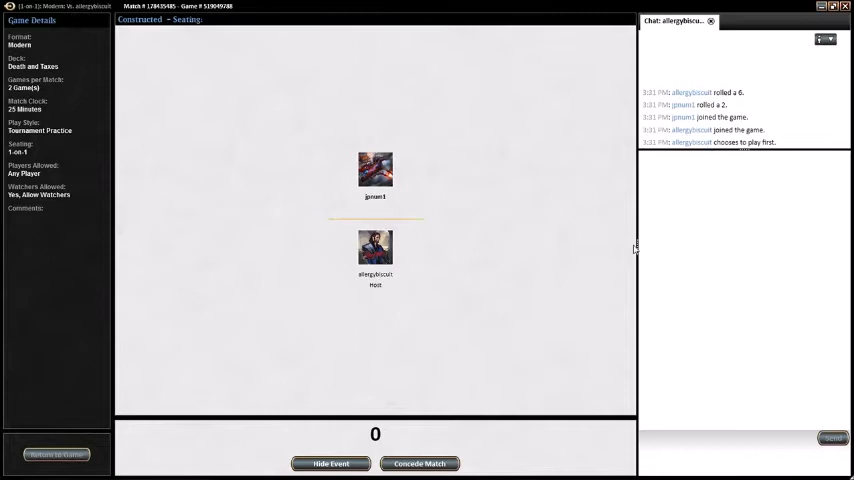 (1-on-1): Modern: Vs. allergybiscuit
Match # 178435485 - Game # 519049788
Game Details
Format:
Modern
Deck:
Death and Taxes
Games per Match:
2 Game(s)
Match Clock:
25 Minutes
Play Style:
Tournament Practice
Seating:
1-on-1
Players Allowed:
Any Player
Watchers Allowed:
Yes, Allow Watchers
Comments:
Return to Game
Constructed - Seating:
jpnum1
allergybiscuit
Host
0
Hide Event
Concede Match
Chat: allergybiscu...
3:31 PM: allergybiscuit rolled a 6.
3:31 PM: jpnum1 rolled a 2.
3:31 PM: jpnum1 joined the game.
3:31 PM: allergybiscuit joined the game.
3:31 PM: allergybiscuit chooses to play first.
Send